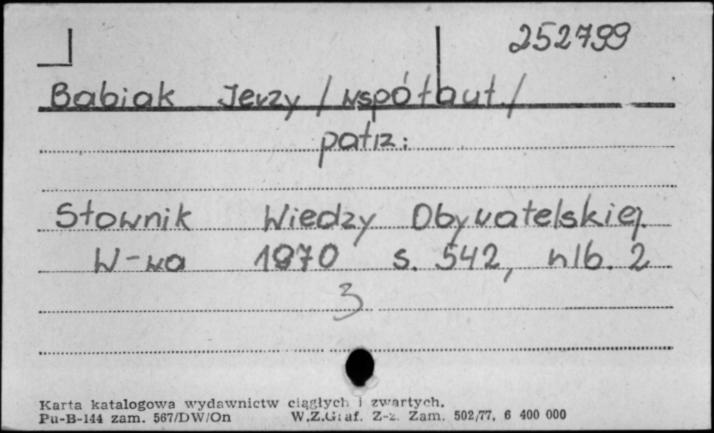 252799
Babiak Jerzy /współaut./
patrz:
Słownik Wiedzy Obywatelskiej
W-wa 1970 s. 542, nlb. 2
3
Karta katalogowa wydawnictw ciągłych i zwartych.
Pu-B-144 zam. 567/DW/On W.Z.Graf. Z-z. Zam. 502/77. 6 400 000